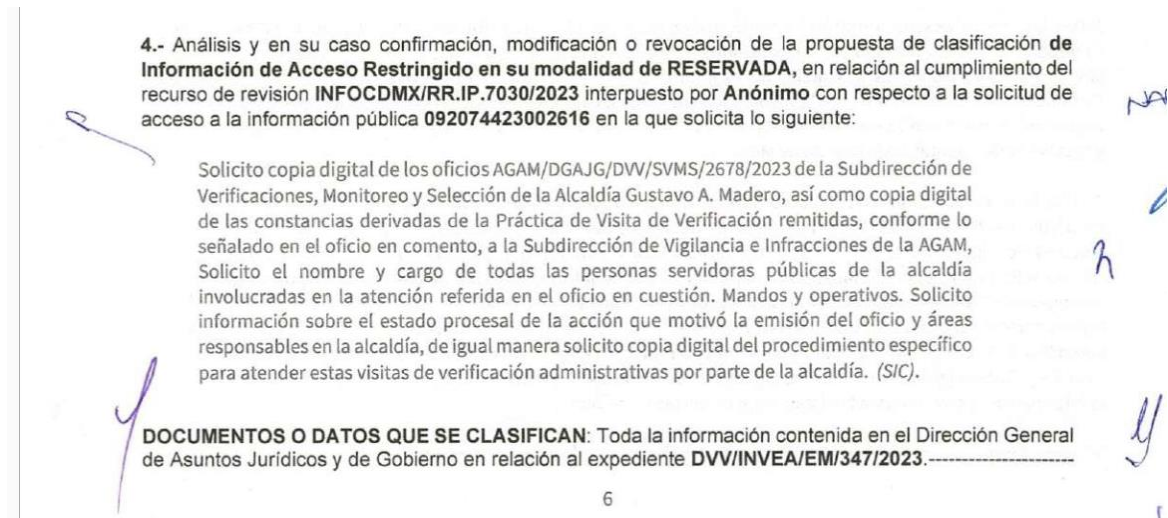 4.- Análisis y en su caso confirmación, modificación o revocación de la propuesta de clasificación de
Información de Acceso Restringido en su modalidad de RESERVADA, en relación al cumplimiento del
recurso de revisión INFOCDMX/RR.IP.7030/2023 interpuesto por Anónimo con respecto a la solicitud de
acceso a la información pública 092074423002616 en la que solicita lo siguiente:
Solicito copia digital de los oficios AGAM/DGAJG/DVV/SVMS/2678/2023 de la Subdirección de
Verificaciones, Monitoreo y Selección de la Alcaldía Gustavo A. Madero, así como copia digital
de las constancias derivadas de la Práctica de Visita de Verificación remitidas, conforme lo
señalado en el oficio en comento, a la Subdirección de Vigilancia e Infracciones de la AGAM,
Solicito el nombre y cargo de todas las personas servidoras públicas de la alcaldía
involucradas en la atención referida en el oficio en cuestión. Mandos y operativos. Solicito
información sobre el estado procesal de la acción que motivó la emisión del oficio y áreas
responsables en la alcaldía, de igual manera solicito copia digital del procedimiento específico
para atender estas visitas de verificación administrativas por parte de la alcaldía. (SIC).
DOCUMENTOS O DATOS QUE SE CLASIFICAN: Toda la información contenida en el Dirección General
de Asuntos Jurídicos y de Gobierno en relación al expediente DVV/INVEA/EM/347/2023.-----------------
6